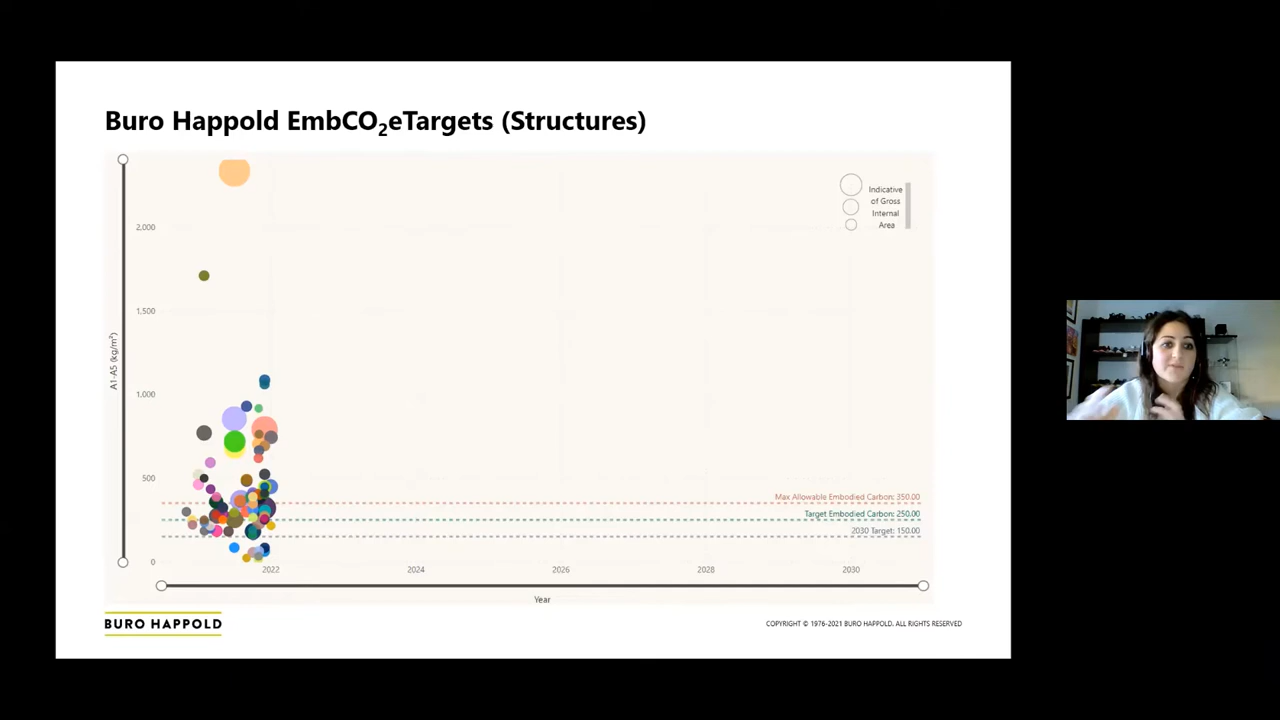 Buro Happold EmbCO₂eTargets (Structures)
Indicative
of Gross
Internal
Area
2,000
1,500
1,000
500
0
A1-A5 (kg/m²)
Max Allowable Embodied Carbon: 350.00
Target Embodied Carbon: 250.00
2030 Target: 150.00
2022 2024 2026 2028 2030
Year
BURO HAPPOLD
COPYRIGHT © 1976-2021 BURO HAPPOLD. ALL RIGHTS RESERVED